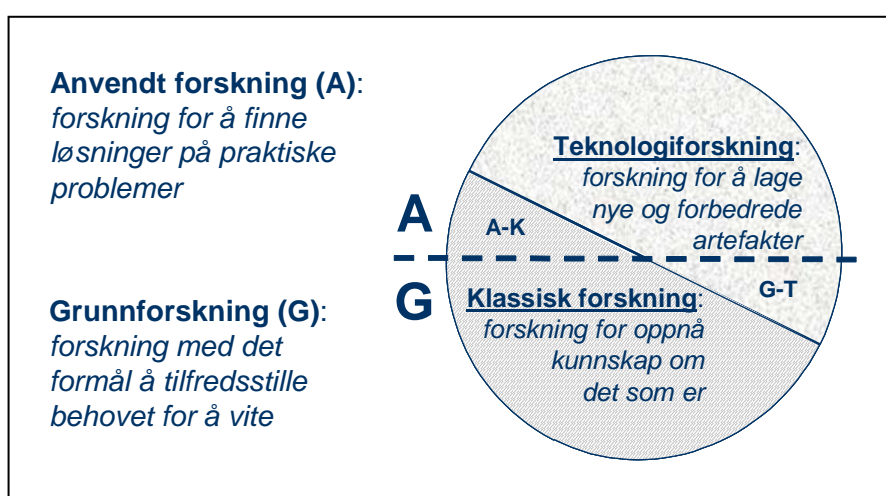 Anvendt forskning (A):
forskning for å finne
løsninger på praktiske
problemer
Teknologiforskning:
forskning for å lage
nye og forbedrede
artefakter
A
A-K
G
G-T
Grunnforskning (G):
forskning med det
formål å tilfredsstille
behovet for å vite
Klassisk forskning:
forskning for oppnå
kunnskap om
det som er